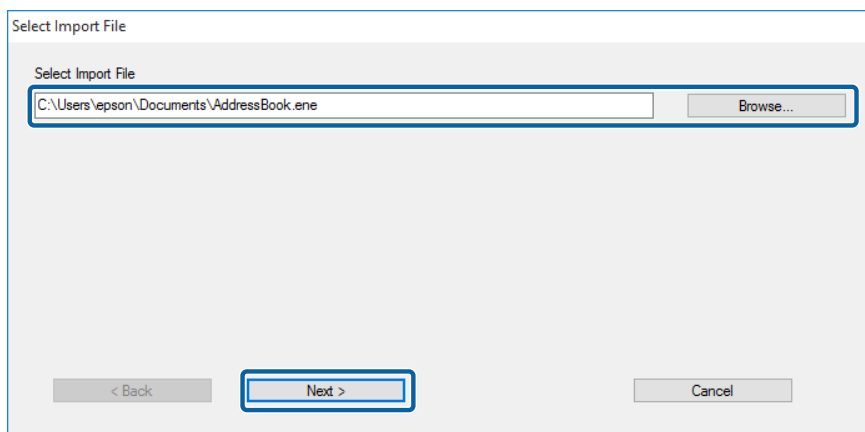 Select Import File
Select Import File
C:\Users\epson\Documents\AddressBook.ene
Browse...
< Back
Next >
Cancel